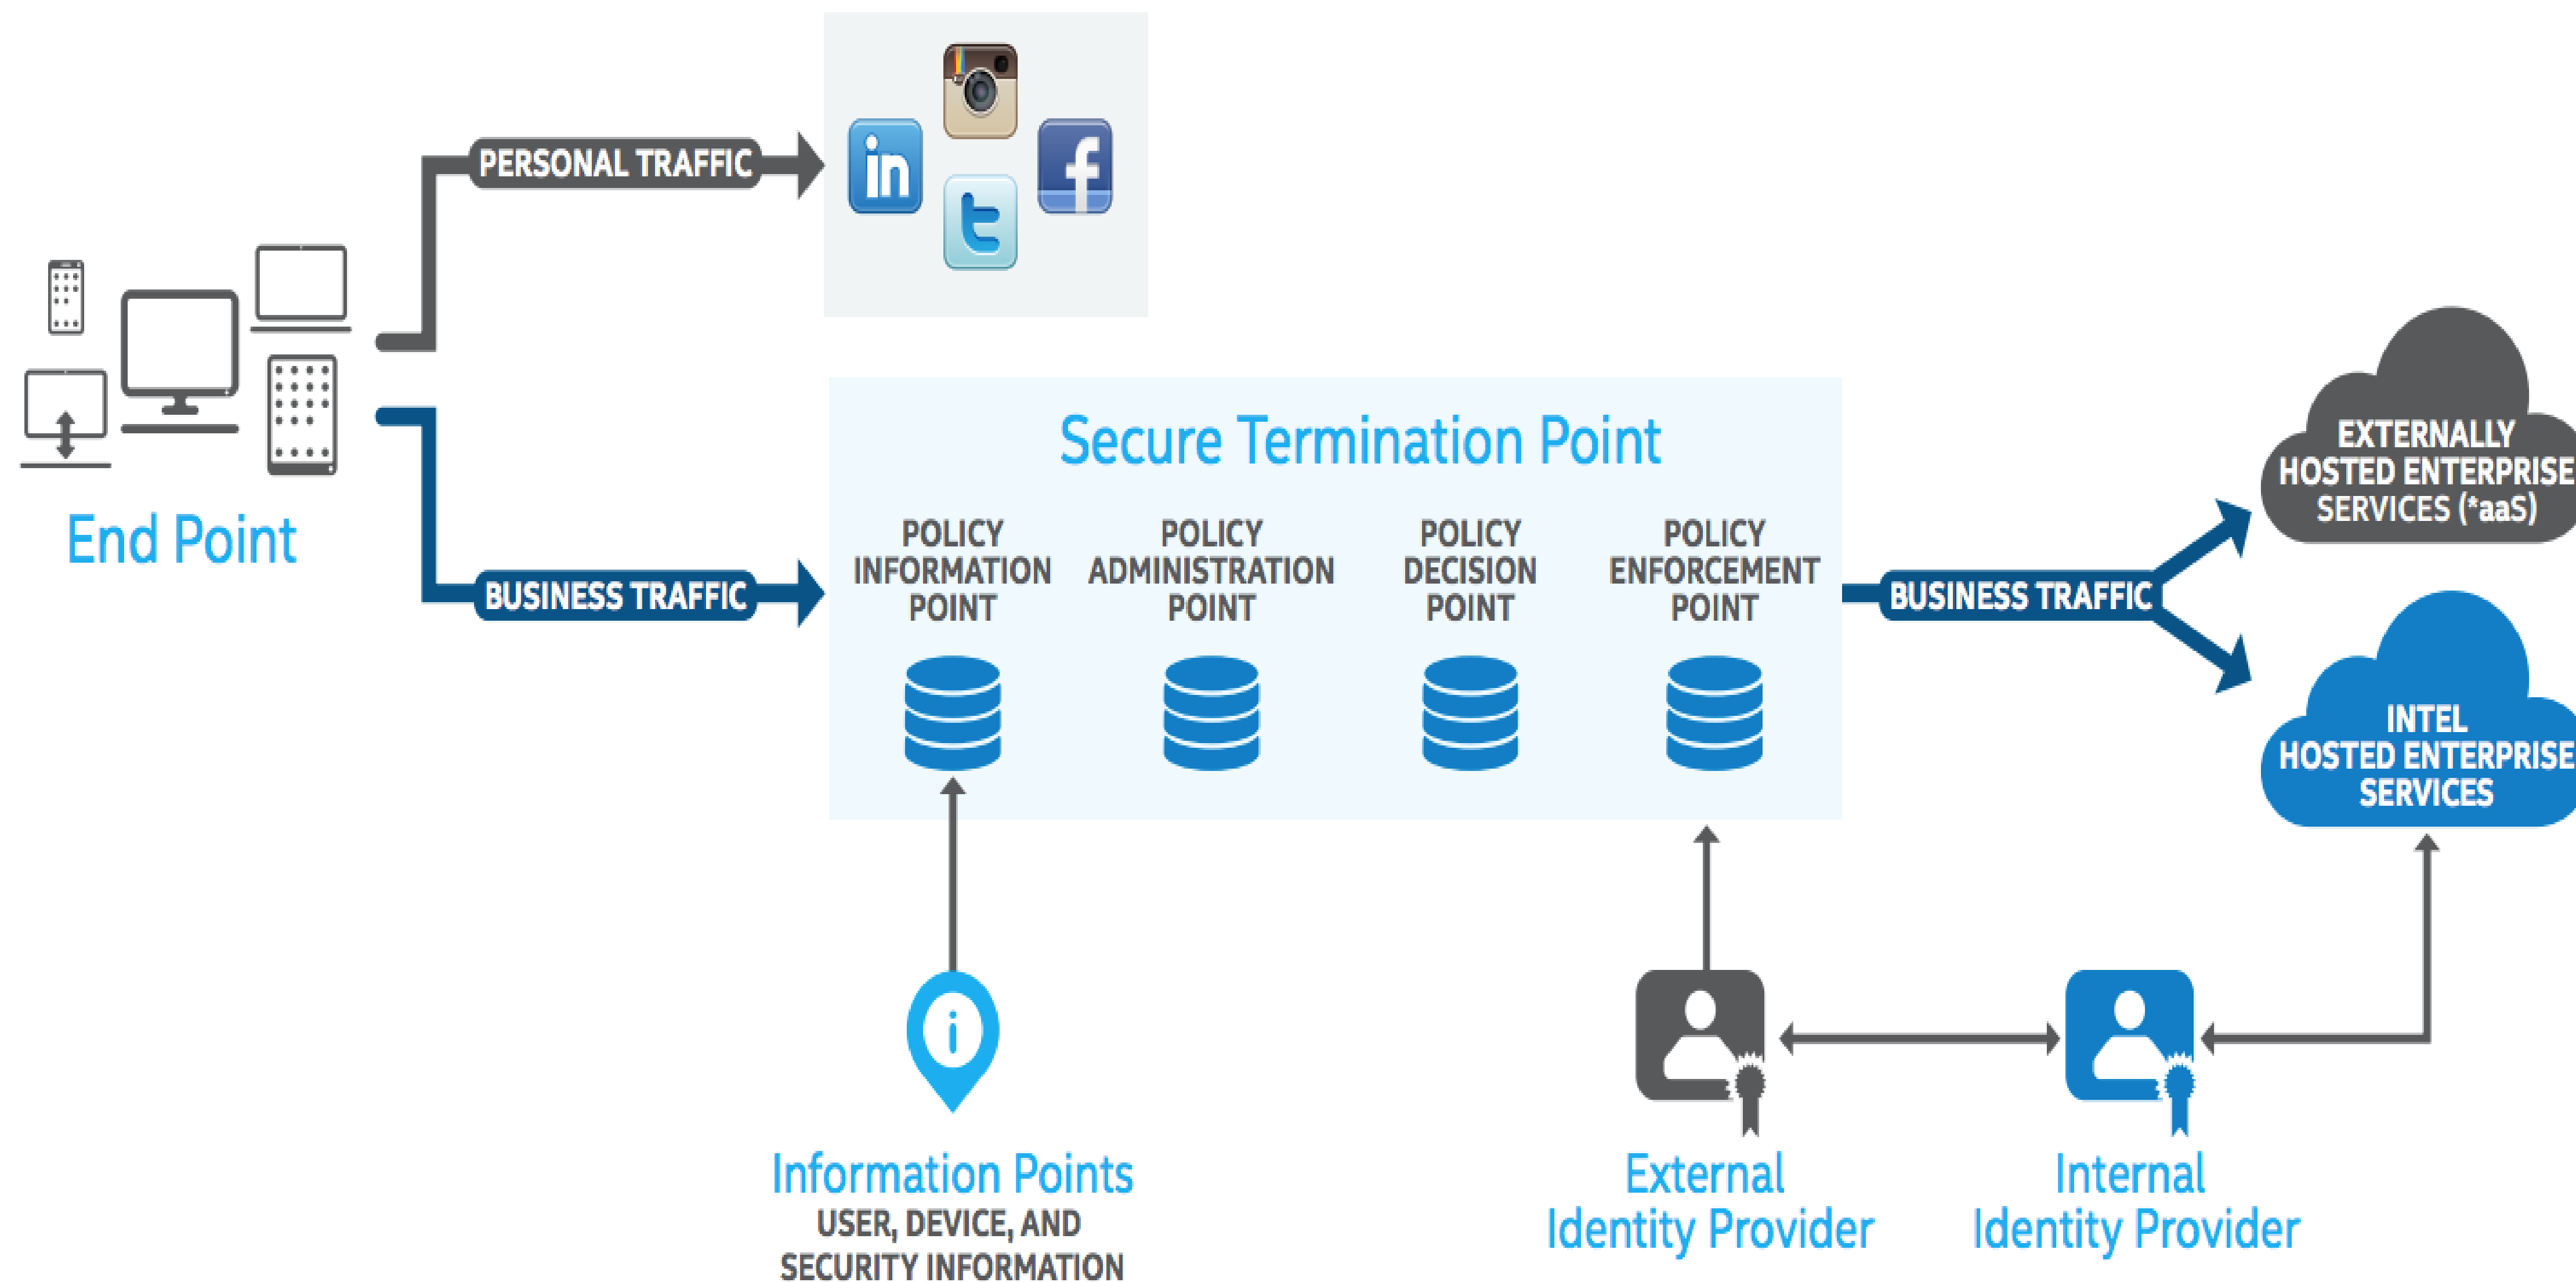 PERSONAL TRAFFIC
in
f
t
End Point
BUSINESS TRAFFIC
Secure Termination Point
POLICY
INFORMATION
POINT
POLICY
ADMINISTRATION
POINT
POLICY
DECISION
POINT
POLICY
ENFORCEMENT
POINT
BUSINESS TRAFFIC
EXTERNALLY
HOSTED ENTERPRISE
SERVICES (*aaS)
INTEL
HOSTED ENTERPRISE
SERVICES
i
Information Points
USER, DEVICE, AND
SECURITY INFORMATION
External
Identity Provider
Internal
Identity Provider